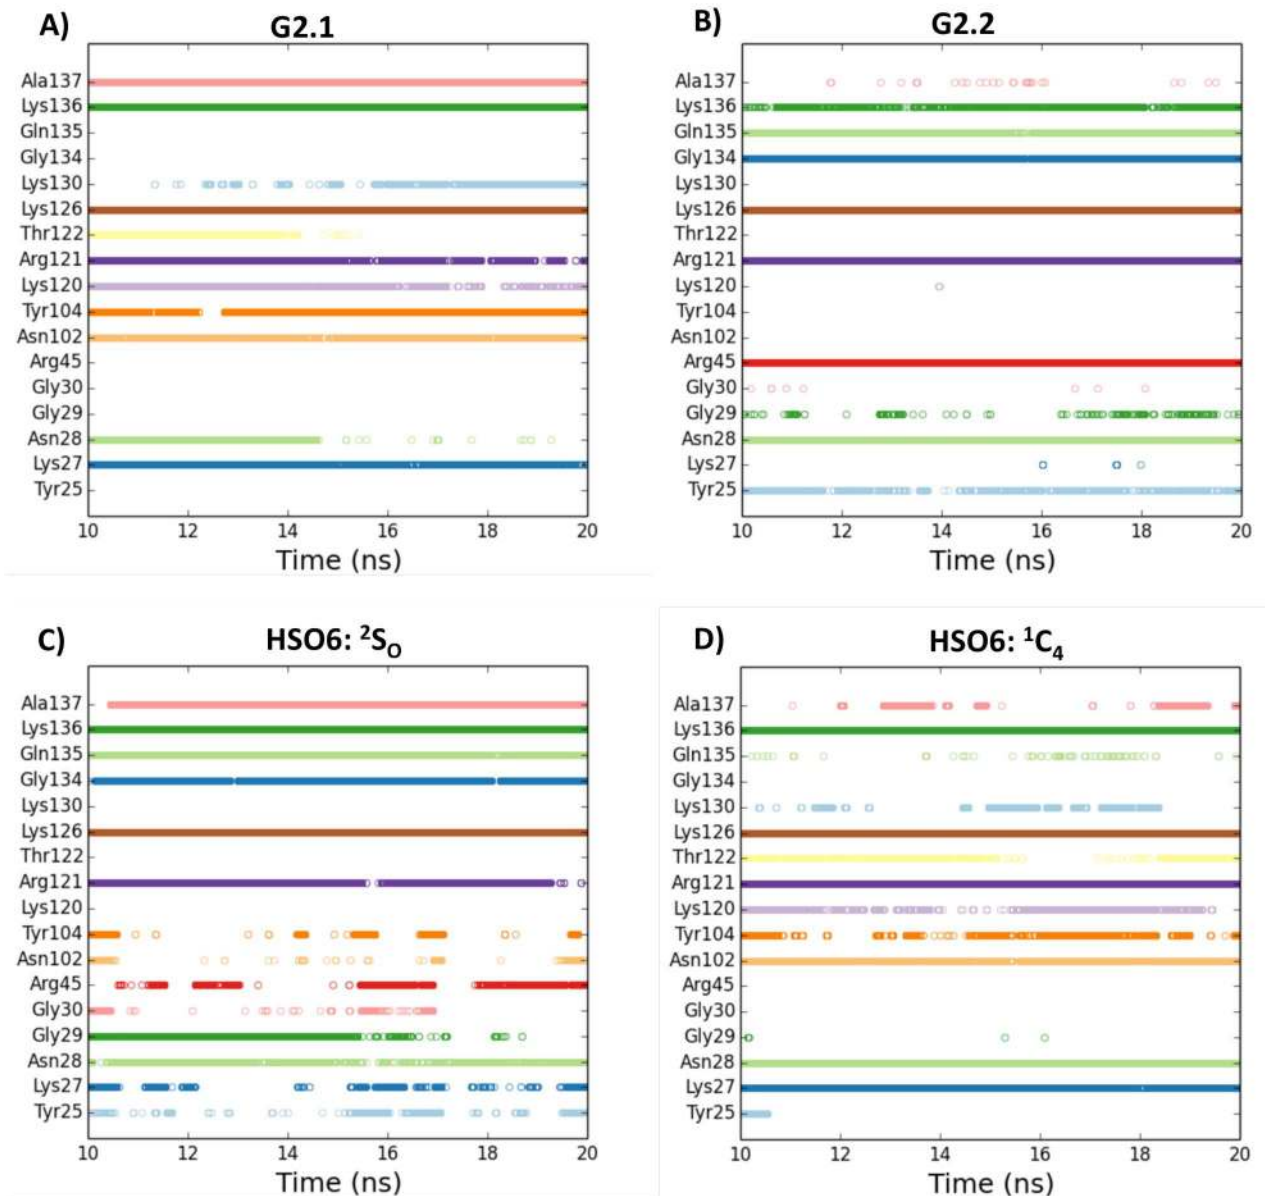 A) G2.1
Ala137
Lys136
Gln135
Gly134
Lys130
Lys126
Thr122
Arg121
Lys120
Tyr104
Asn102
Arg45
Gly30
Gly29
Asn28
Lys27
Tyr25
10 12 14 16 18 20
Time (ns)
B) G2.2
Ala137
Lys136
Gln135
Gly134
Lys130
Lys126
Thr122
Arg121
Lys120
Tyr104
Asn102
Arg45
Gly30
Gly29
Asn28
Lys27
Tyr25
10 12 14 16 18 20
Time (ns)
C) HSO6: ²S_O
Ala137
Lys136
Gln135
Gly134
Lys130
Lys126
Thr122
Arg121
Lys120
Tyr104
Asn102
Arg45
Gly30
Gly29
Asn28
Lys27
Tyr25
10 12 14 16 18 20
Time (ns)
D) HSO6: ¹C₄
Ala137
Lys136
Gln135
Gly134
Lys130
Lys126
Thr122
Arg121
Lys120
Tyr104
Asn102
Arg45
Gly30
Gly29
Asn28
Lys27
Tyr25
10 12 14 16 18 20
Time (ns)